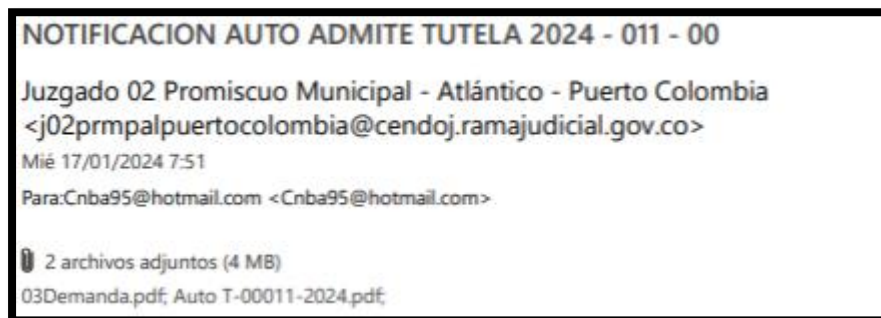 NOTIFICACION AUTO ADMITE TUTELA 2024 - 011 - 00
Juzgado 02 Promiscuo Municipal - Atlántico - Puerto Colombia
<j02prmpalpuertocolombia@cendoj.ramajudicial.gov.co>
Mié 17/01/2024 7:51
Para:Cnba95@hotmail.com <Cnba95@hotmail.com>
2 archivos adjuntos (4 MB)
03Demanda.pdf; Auto T-00011-2024.pdf;